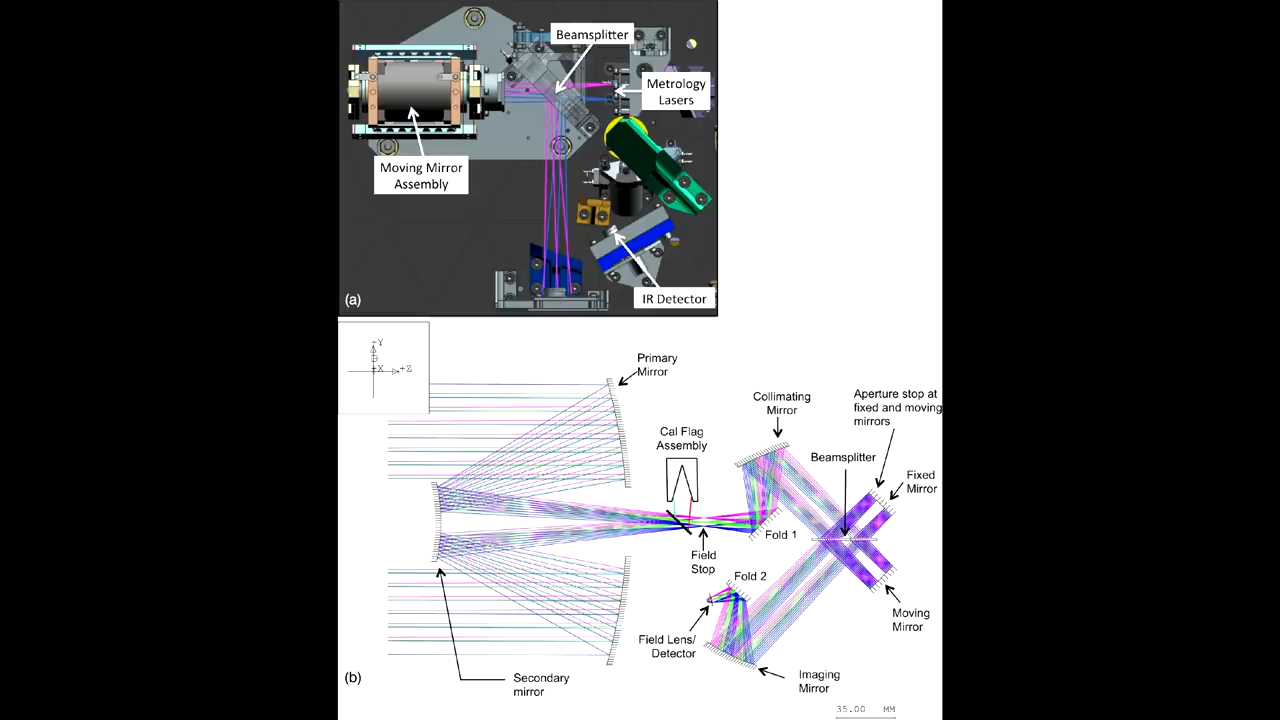 Beamsplitter
Metrology
Lasers
Moving Mirror
Assembly
IR Detector
(a)
+Y
+X
+Z
Primary
Mirror
Collimating
Mirror
Aperture stop at
fixed and moving
mirrors
Cal Flag
Assembly
Beamsplitter
Fixed
Mirror
Fold 1
Field
Stop
Fold 2
Moving
Mirror
Field Lens/
Detector
Imaging
Mirror
Secondary
mirror
(b)
35.00 MM